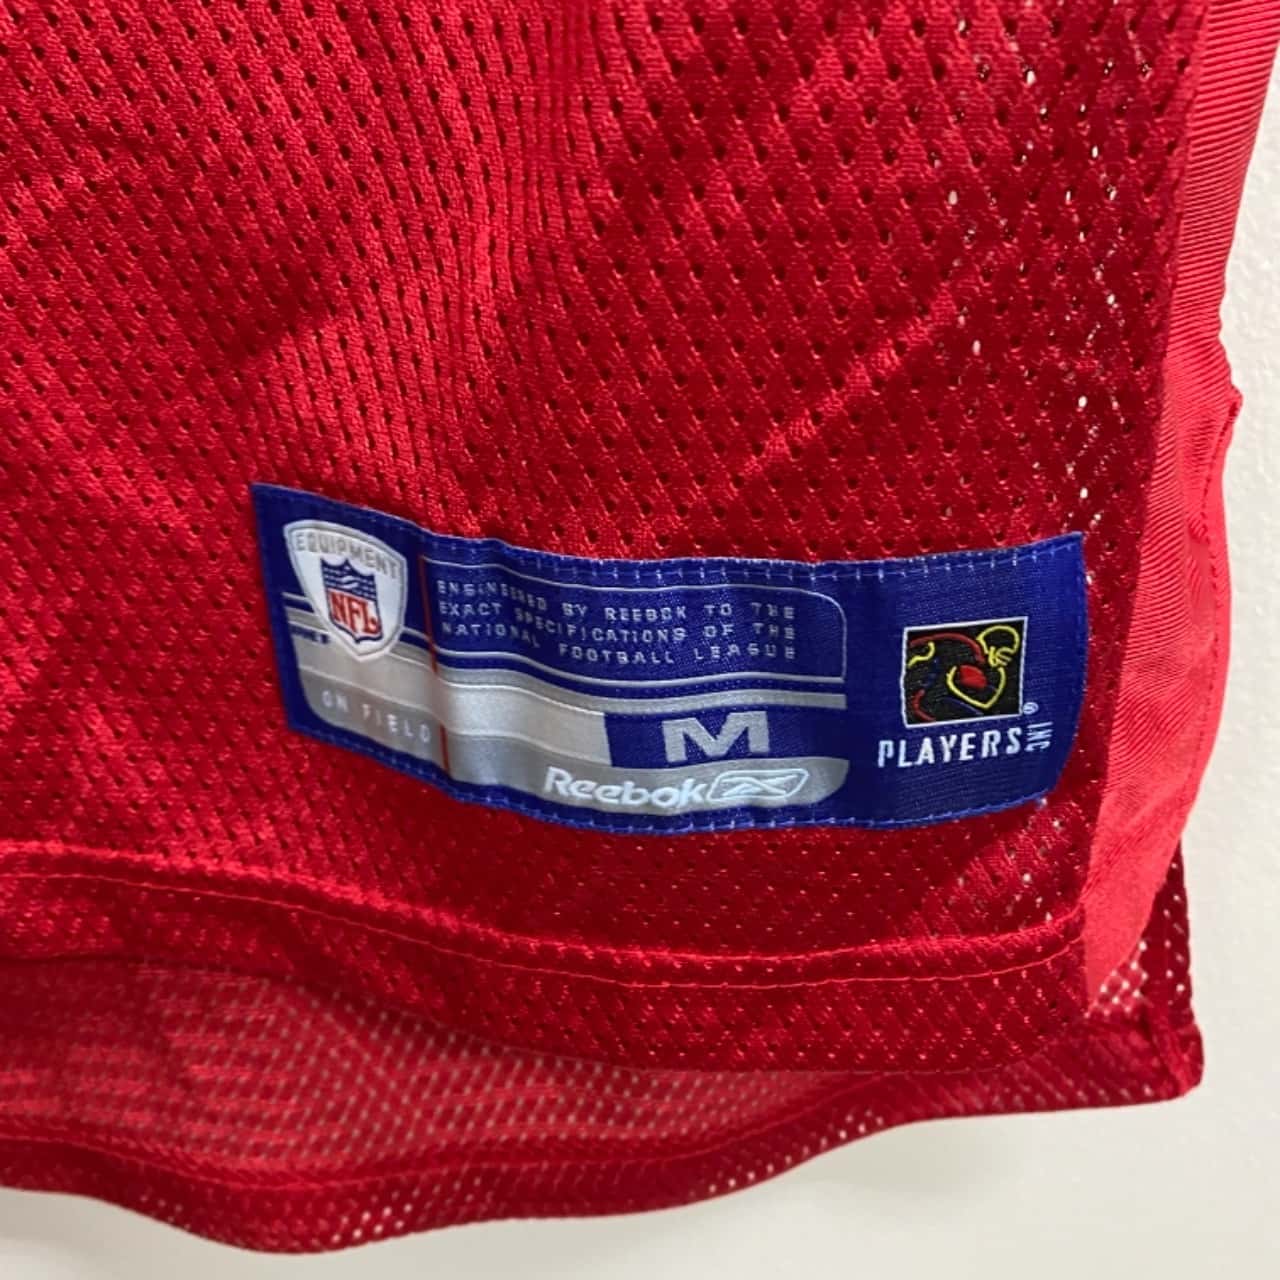 EQUIPMENT
NFL
ON FIELD
ENGINEERED BY REEBOK TO THE
EXACT SPECIFICATIONS OF THE
NATIONAL FOOTBALL LEAGUE
M
Reebok
PLAYERS INC ®